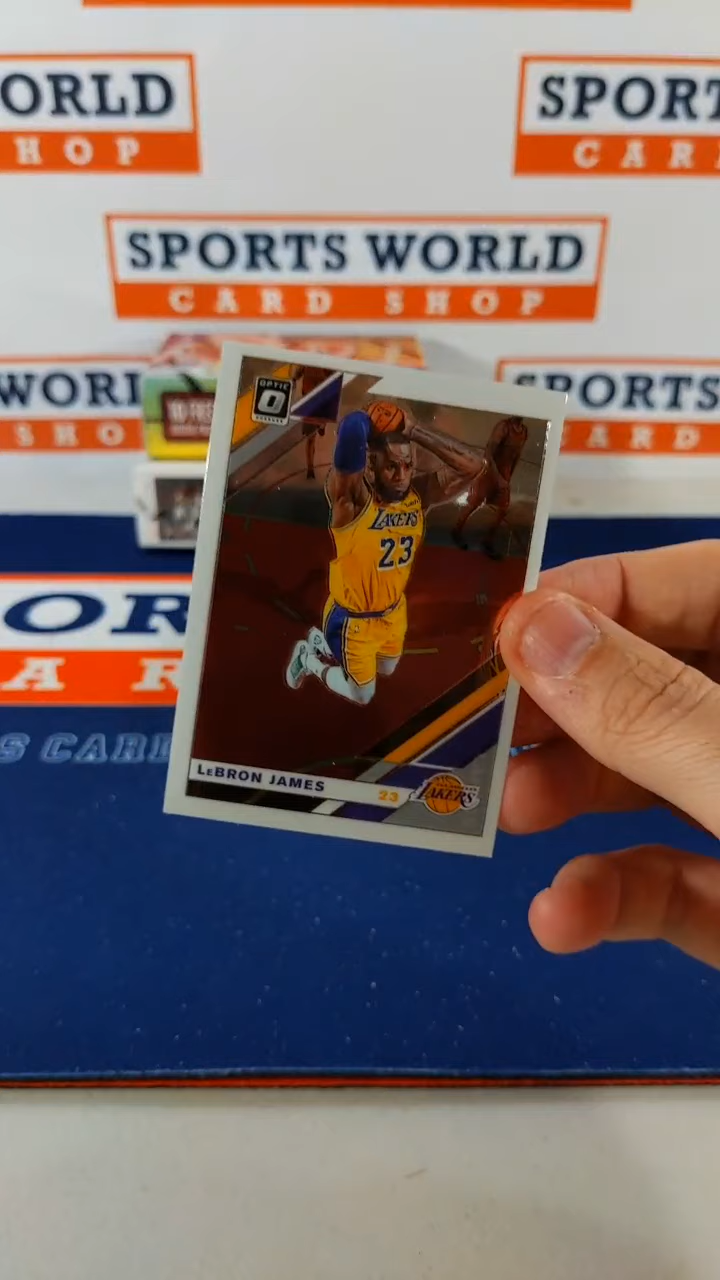 ORLD
HOP
SPORT
CAR
SPORTS WORLD
CARD SHOP
WORL
SHO
SPORTS
CARD
OPTIC
LAKERS
23
OR
A R
S CARD
LEBRON JAMES
23
LAKERS